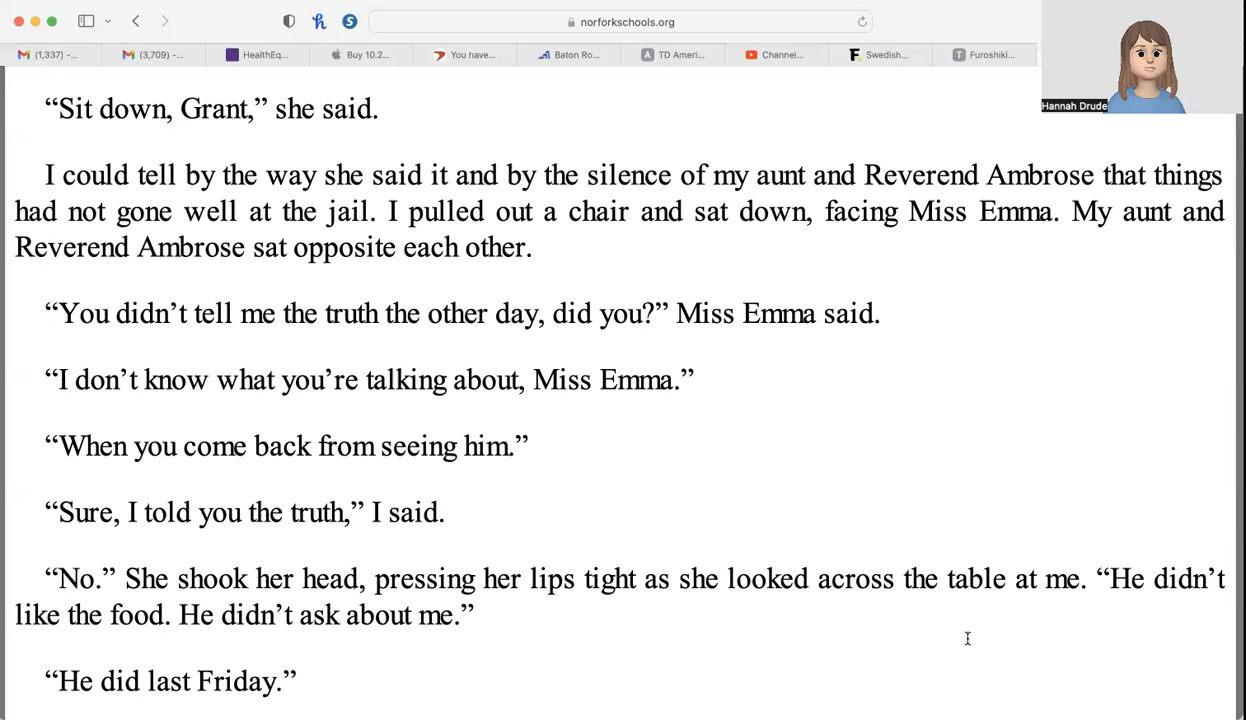 norforkschools.org
(1,337) -...
(3,709) -...
HealthEq...
Buy 10.2...
You have...
Baton Ro...
A TD Ameri...
Channel...
F Swedish...
T Furoshiki...
Hannah Drude
“Sit down, Grant,” she said.
I could tell by the way she said it and by the silence of my aunt and Reverend Ambrose that things
had not gone well at the jail. I pulled out a chair and sat down, facing Miss Emma. My aunt and
Reverend Ambrose sat opposite each other.
“You didn’t tell me the truth the other day, did you?” Miss Emma said.
“I don’t know what you’re talking about, Miss Emma.”
“When you come back from seeing him.”
“Sure, I told you the truth,” I said.
“No.” She shook her head, pressing her lips tight as she looked across the table at me. “He didn’t
like the food. He didn’t ask about me.”
“He did last Friday.”